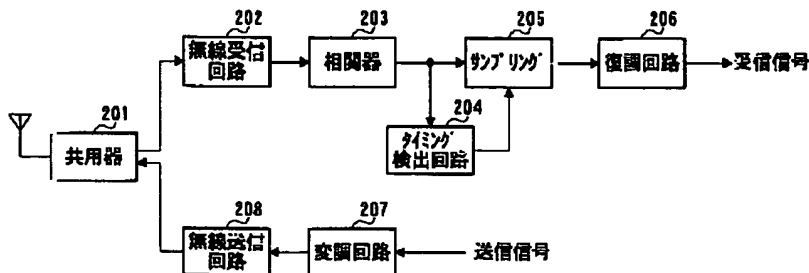 202
無線受信
回路
203
相関器
205
サンプリング
206
復調回路
受信信号
204
タイミング
検出回路
201
共用器
208
無線送信
回路
207
変調回路
送信信号